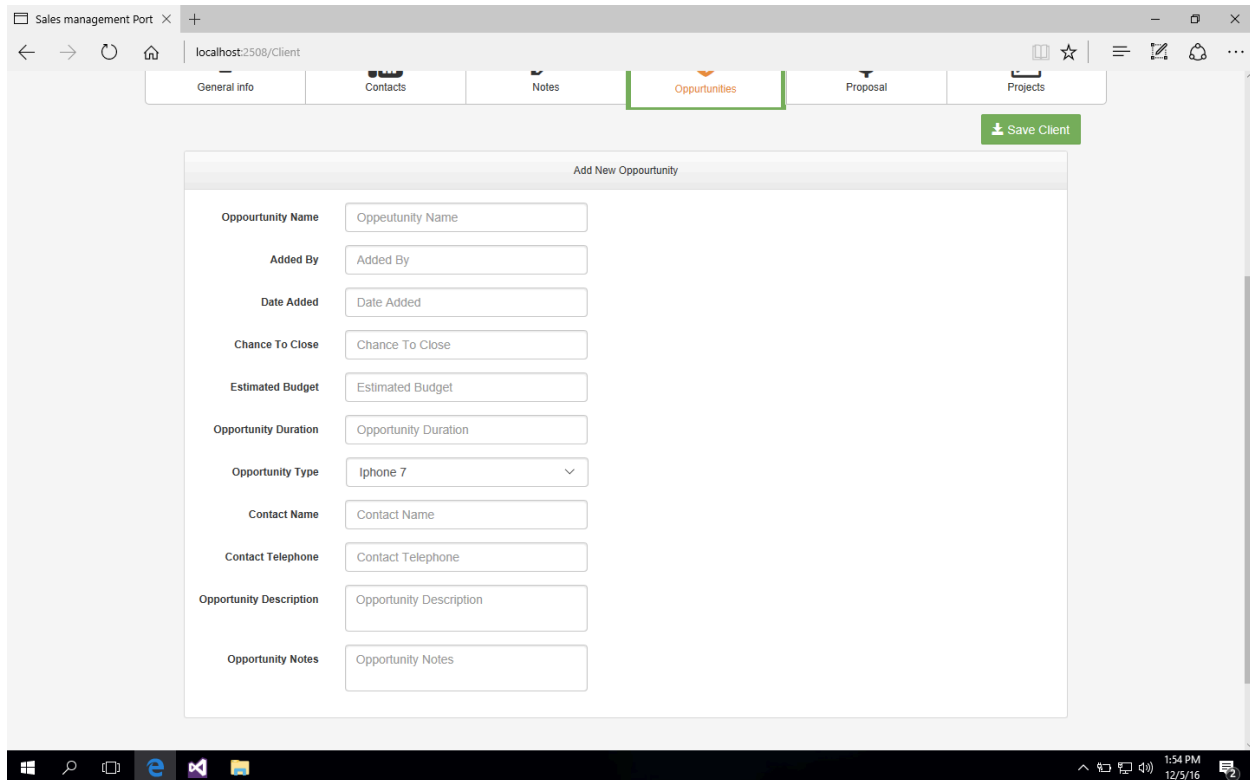 Sales management Port
localhost:2508/Client
General info Contacts Notes Oppurtunities Proposal Projects
Save Client
Add New Oppourtunity
Oppourtunity Name Oppeutunity Name
Added By Added By
Date Added Date Added
Chance To Close Chance To Close
Estimated Budget Estimated Budget
Opportunity Duration Opportunity Duration
Opportunity Type Iphone 7
Contact Name Contact Name
Contact Telephone Contact Telephone
Opportunity Description Opportunity Description
Opportunity Notes Opportunity Notes
1:54 PM
12/5/16
2